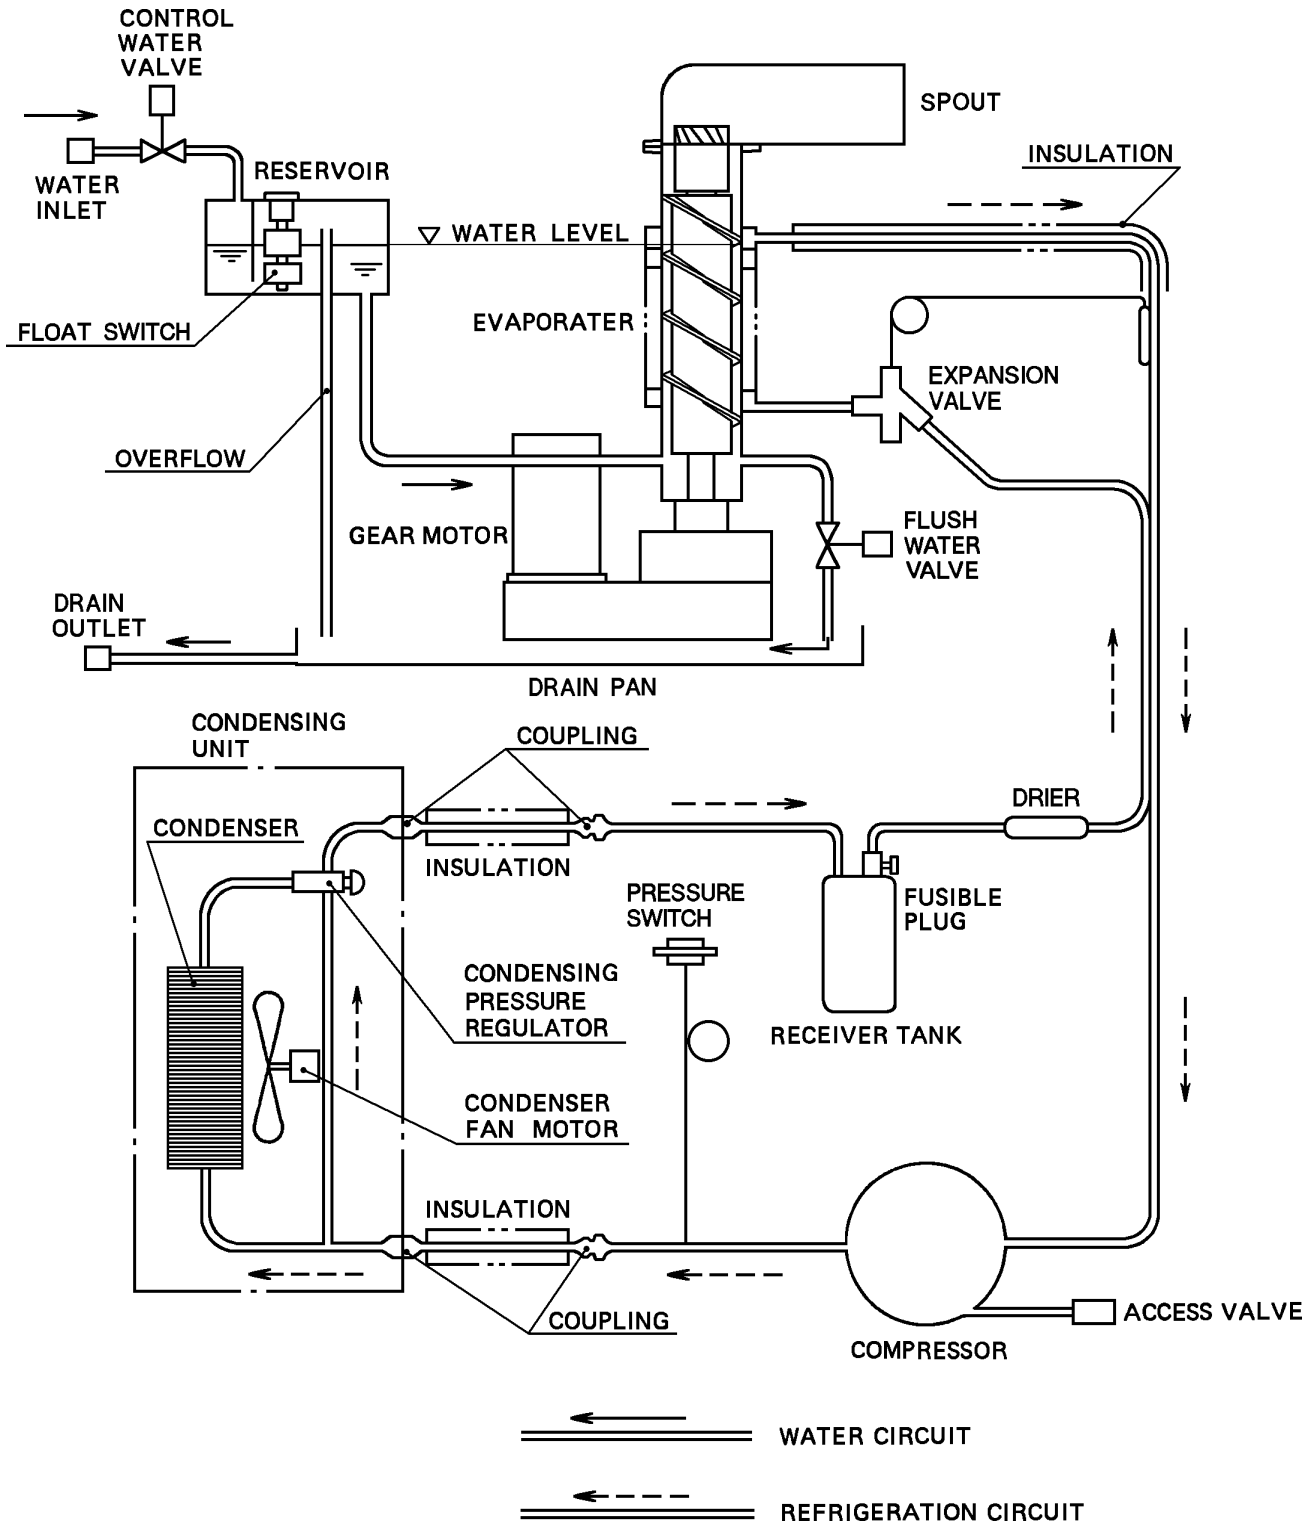 CONTROL
WATER
VALVE
SPOUT
INSULATION
RESERVOIR
WATER
INLET
WATER LEVEL
FLOAT SWITCH
EVAPORATER
EXPANSION
VALVE
OVERFLOW
GEAR MOTOR
FLUSH
WATER
VALVE
DRAIN
OUTLET
DRAIN PAN
CONDENSING
UNIT
COUPLING
DRIER
CONDENSER
INSULATION
PRESSURE
SWITCH
FUSIBLE
PLUG
CONDENSING
PRESSURE
REGULATOR
RECEIVER TANK
CONDENSER
FAN MOTOR
INSULATION
COUPLING
ACCESS VALVE
COMPRESSOR
WATER CIRCUIT
REFRIGERATION CIRCUIT